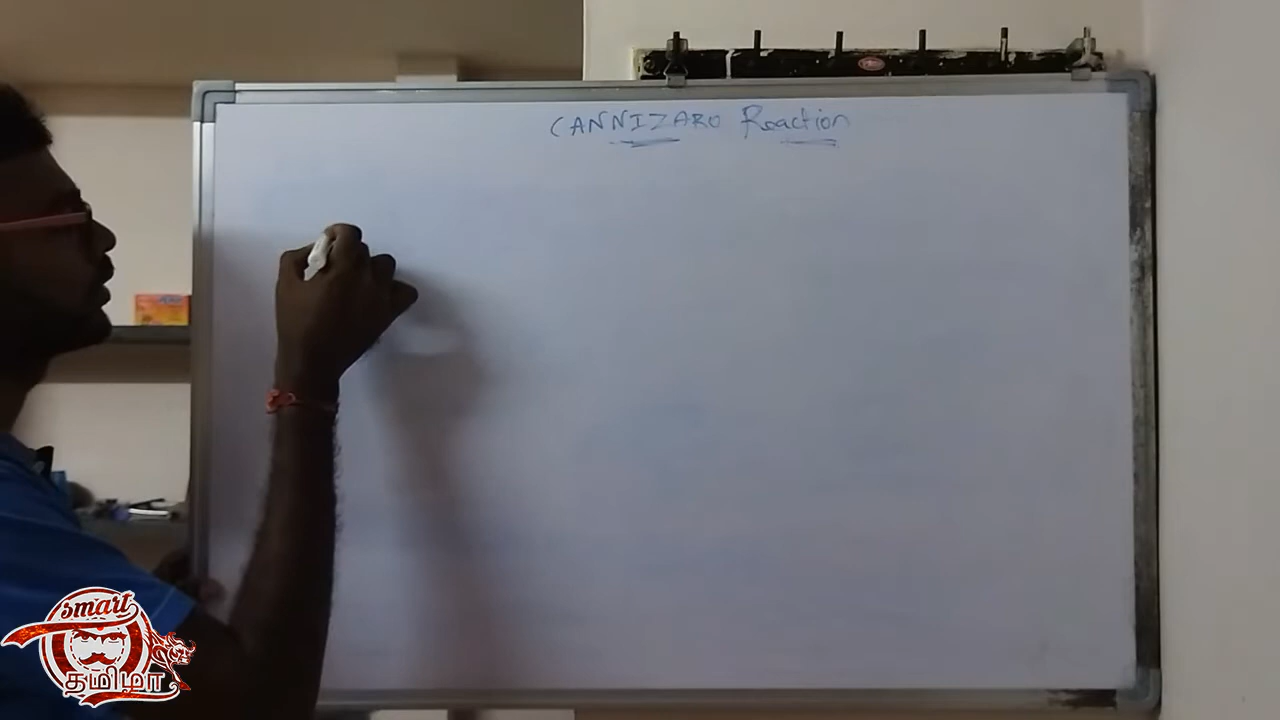 CANNIZARO Reaction
smart
தமிழா